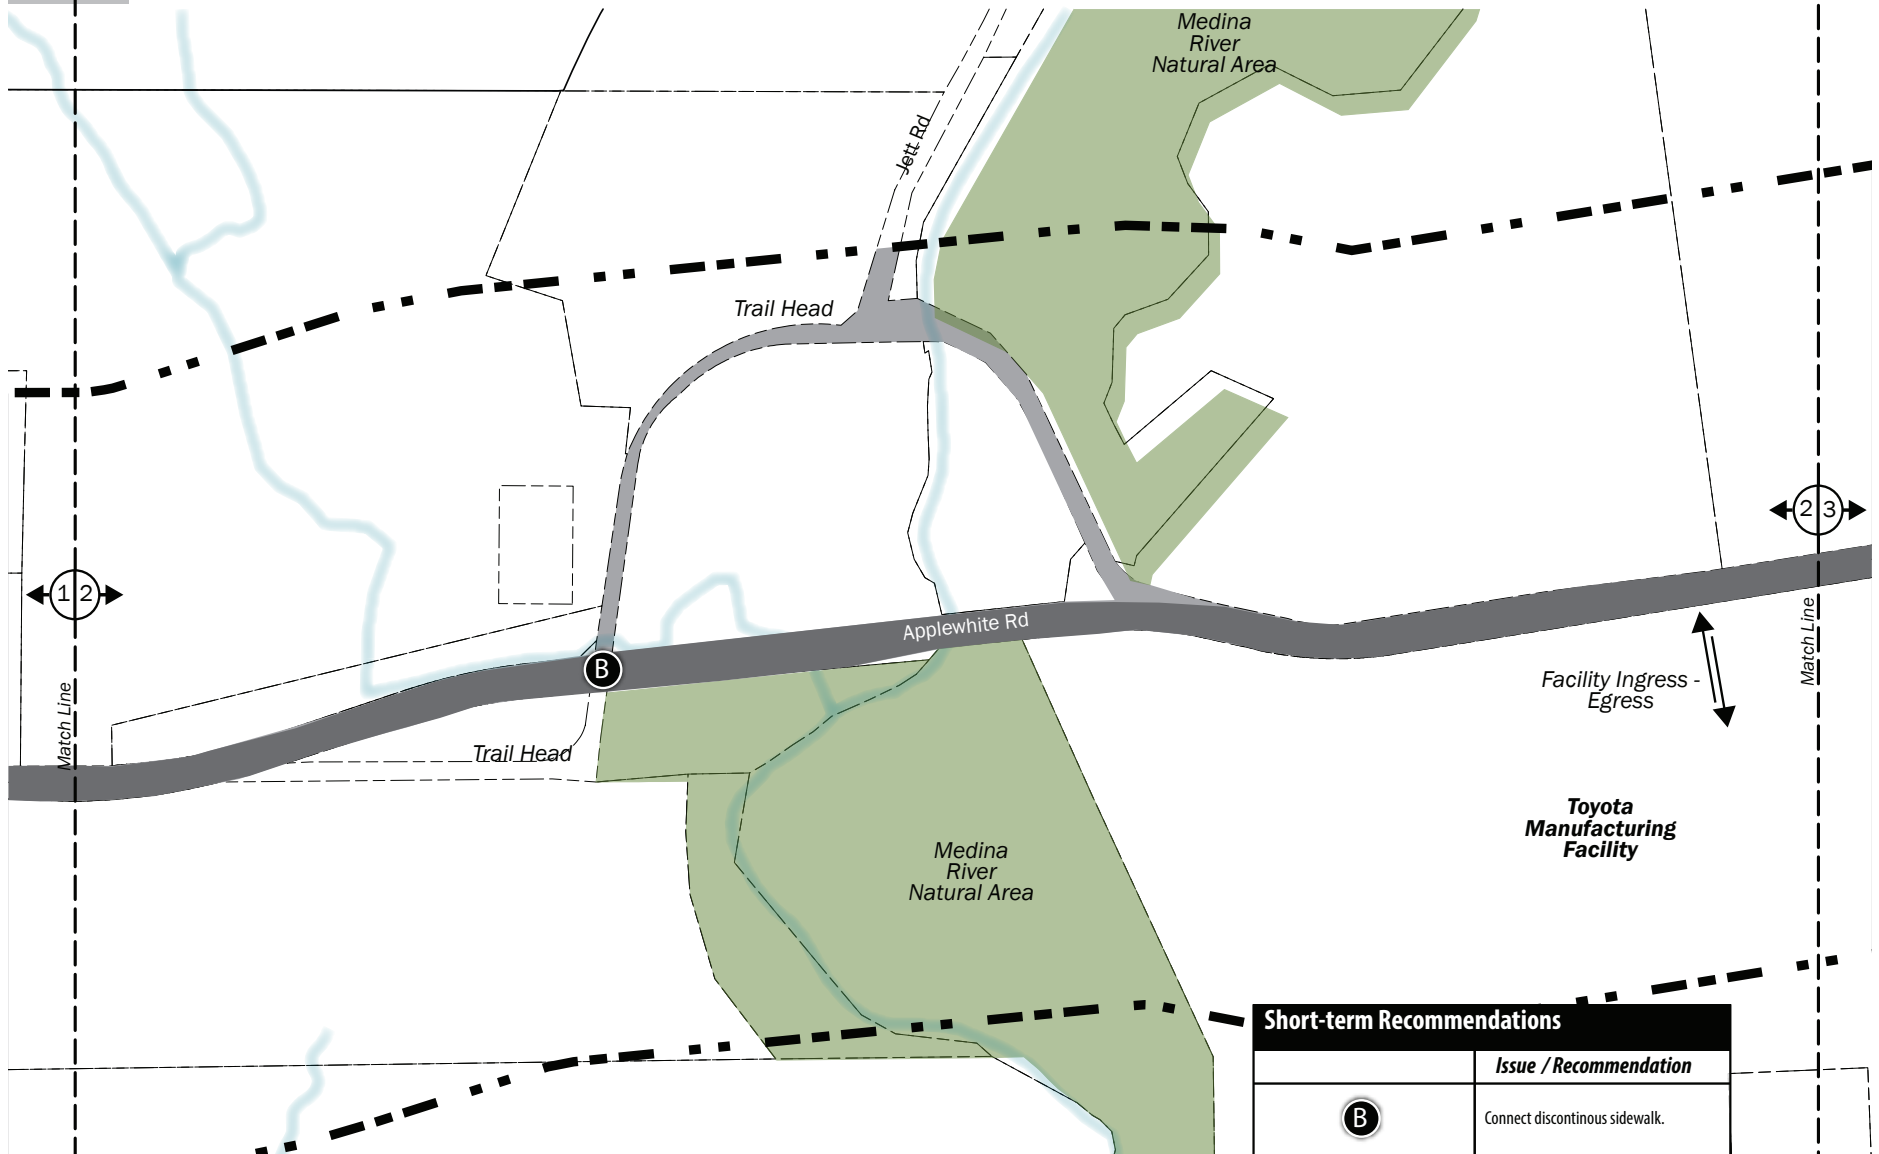 Medina
River
Natural Area
Jett Rd
Trail Head
2 3
1 2
Applewhite Rd
Match Line
Match Line
Facility Ingress -
Egress
Trail Head
Toyota
Manufacturing
Facility
Medina
River
Natural Area
Short-term Recommendations
Issue / Recommendation
B
B
Connect discontinous sidewalk.